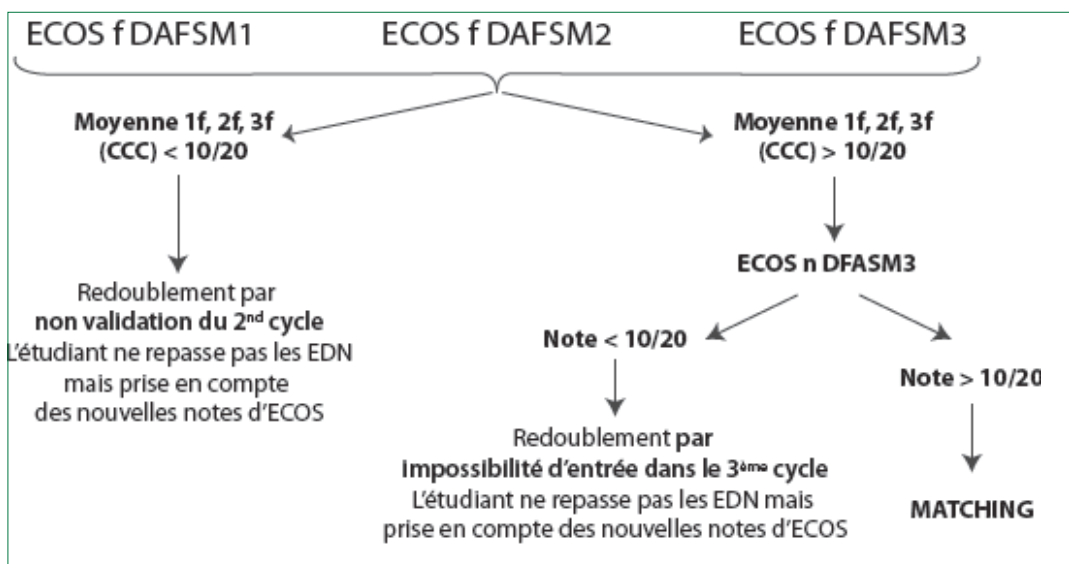 ECOS f DAFSM1 ECOS f DAFSM2 ECOS f DAFSM3
Moyenne 1f, 2f, 3f
(CCC) < 10/20
Moyenne 1f, 2f, 3f
(CCC) > 10/20
ECOS n DFASM3
Redoublement par
non validation du 2nd cycle
L'étudiant ne repasse pas les EDN
mais prise en compte
des nouvelles notes d'ECOS
Note < 10/20
Note > 10/20
Redoublement par
impossibilité d'entrée dans le 3ème cycle
L'étudiant ne repasse pas les EDN mais
prise en compte des nouvelles notes d'ECOS
MATCHING